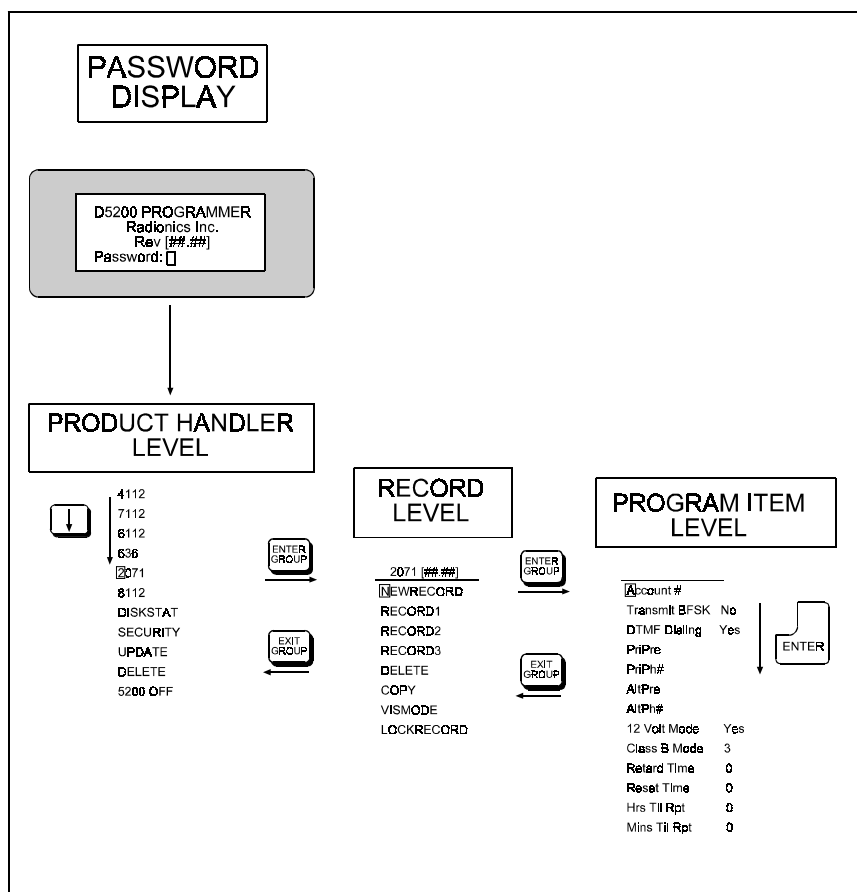 PASSWORD
DISPLAY
D5200 PROGRAMMER
Radionics Inc.
Rev [##.##]
Password:
PRODUCT HANDLER
LEVEL
4112
7112
6112
636
2071
8112
DISKSTAT
SECURITY
UPDATE
DELETE
5200 OFF
ENTER
GROUP
EXIT
GROUP
RECORD
LEVEL
2071 [##.##]
NEWRECORD
RECORD1
RECORD2
RECORD3
DELETE
COPY
VISMODE
LOCKRECORD
ENTER
GROUP
EXIT
GROUP
PROGRAM ITEM
LEVEL
Account #
Transmit BFSK No
DTMF Dialing Yes
PriPre
PriPh#
AltPre
AltPh#
12 Volt Mode Yes
Class B Mode 3
Retard Time 0
Reset Time 0
Hrs Til Rpt 0
Mins Til Rpt 0
ENTER